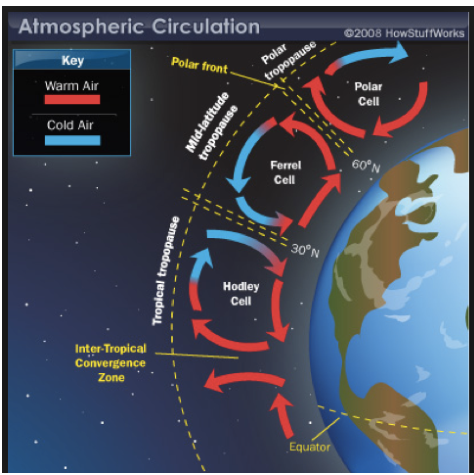 Atmospheric Circulation
©2008 HowStuffWorks
Key
Warm Air
Cold Air
Polar front
Polar
tropopause
Polar
Cell
Mid-latitude
tropopause
Ferrel
Cell
60°N
30°N
Tropical tropopause
Hodley
Cell
Inter-Tropical
Convergence
Zone
Equator